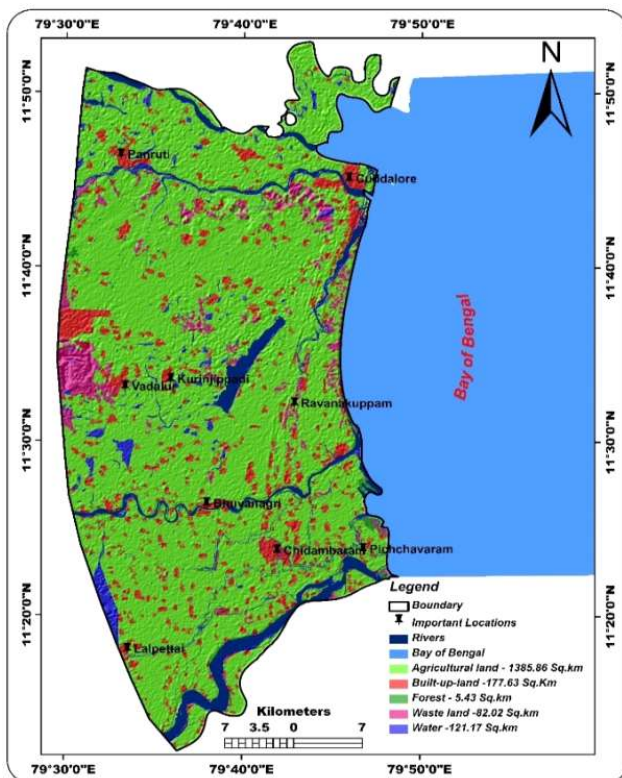 79°30'0"E 79°40'0"E 79°50'0"E
N
11°50'0"N 11°50'0"N
Panruti
Cuddalore
11°40'0"N 11°40'0"N
Bay of Bengal
Vadalur Kurinjippadi
Ravanakuppam
11°30'0"N 11°30'0"N
Bhuvanagri
Chidambaram Pichchavaram
11°20'0"N 11°20'0"N
Lalpettai
Legend
Boundary
Important Locations
Rivers
Bay of Bengal
Agricultural land - 1385.86 Sq.km
Built-up-land -177.63 Sq.Km
Forest - 5.43 Sq.km
Waste land -82.02 Sq.km
Water -121.17 Sq.km
Kilometers
7 3.5 0 7
79°30'0"E 79°40'0"E 79°50'0"E